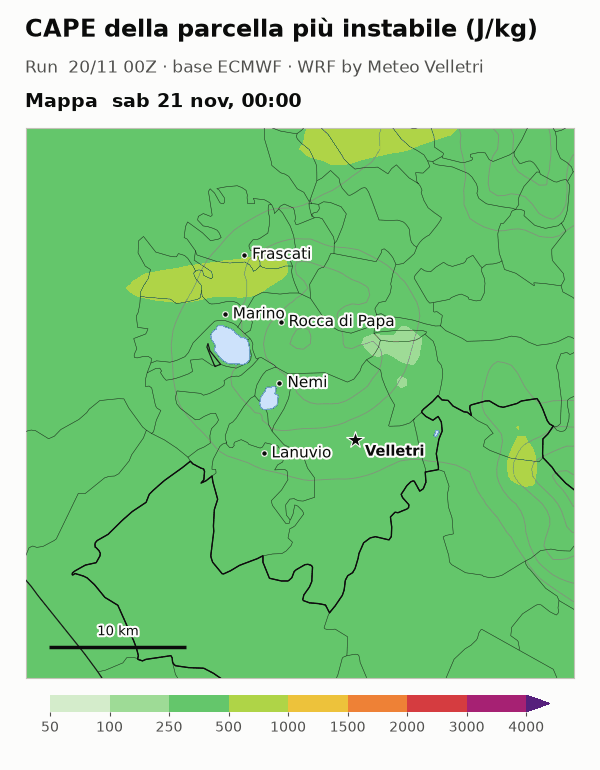 CAPE della parcella più instabile (J/kg)
Run  20/11 00Z · base ECMWF · WRF by Meteo Velletri
Mappa  sab 21 nov, 00:00
Frascati
Marino
Rocca di Papa
Nemi
Velletri
Lanuvio
10 km
50 100 250 500 1000 1500 2000 3000 4000